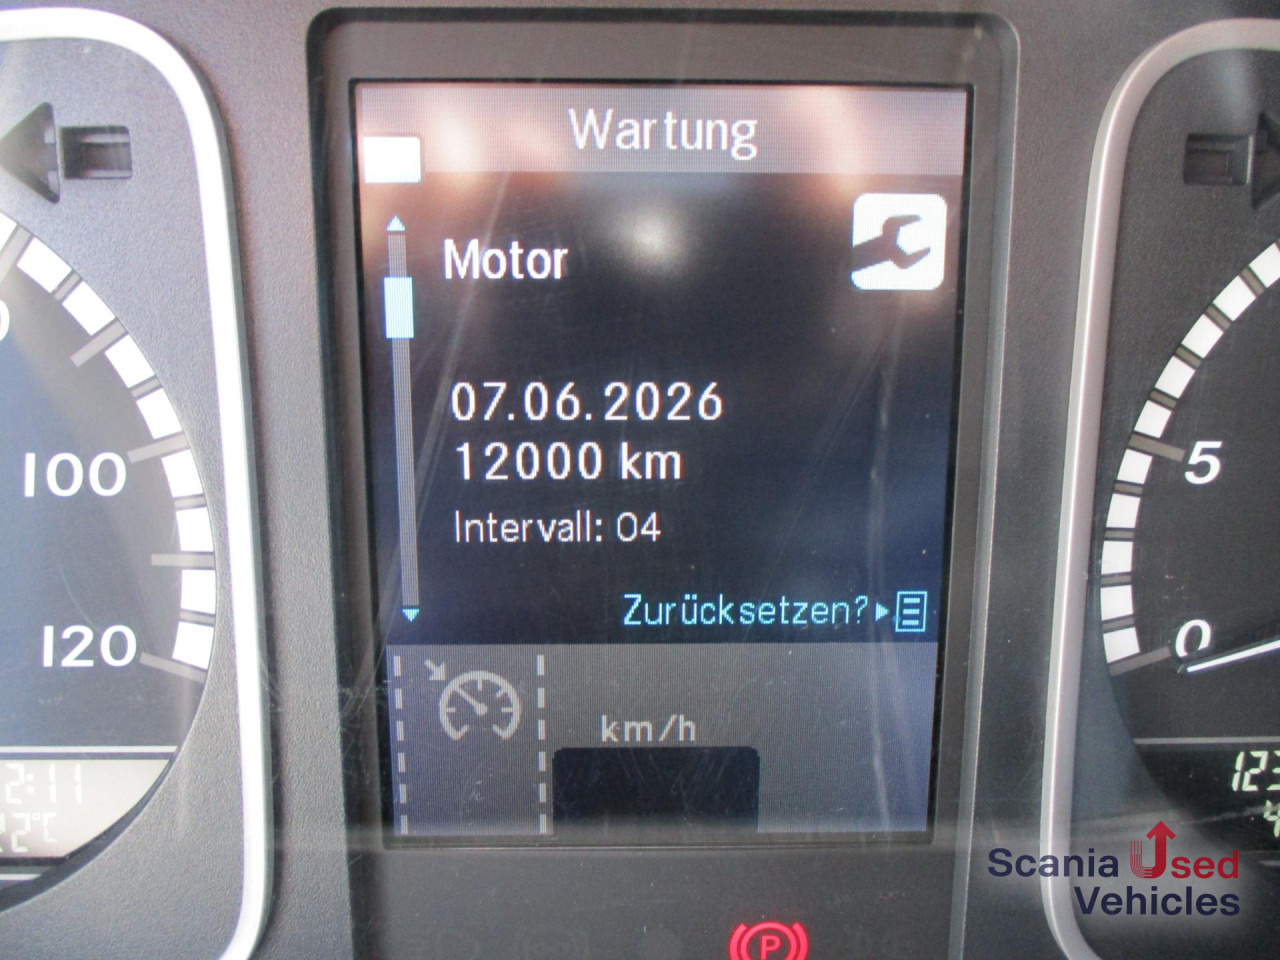 Wartung
Motor
07.06.2026
12000 km
Intervall: 04
Zurücksetzen?
km/h
100
120
5
0
P
Scania Used
Vehicles